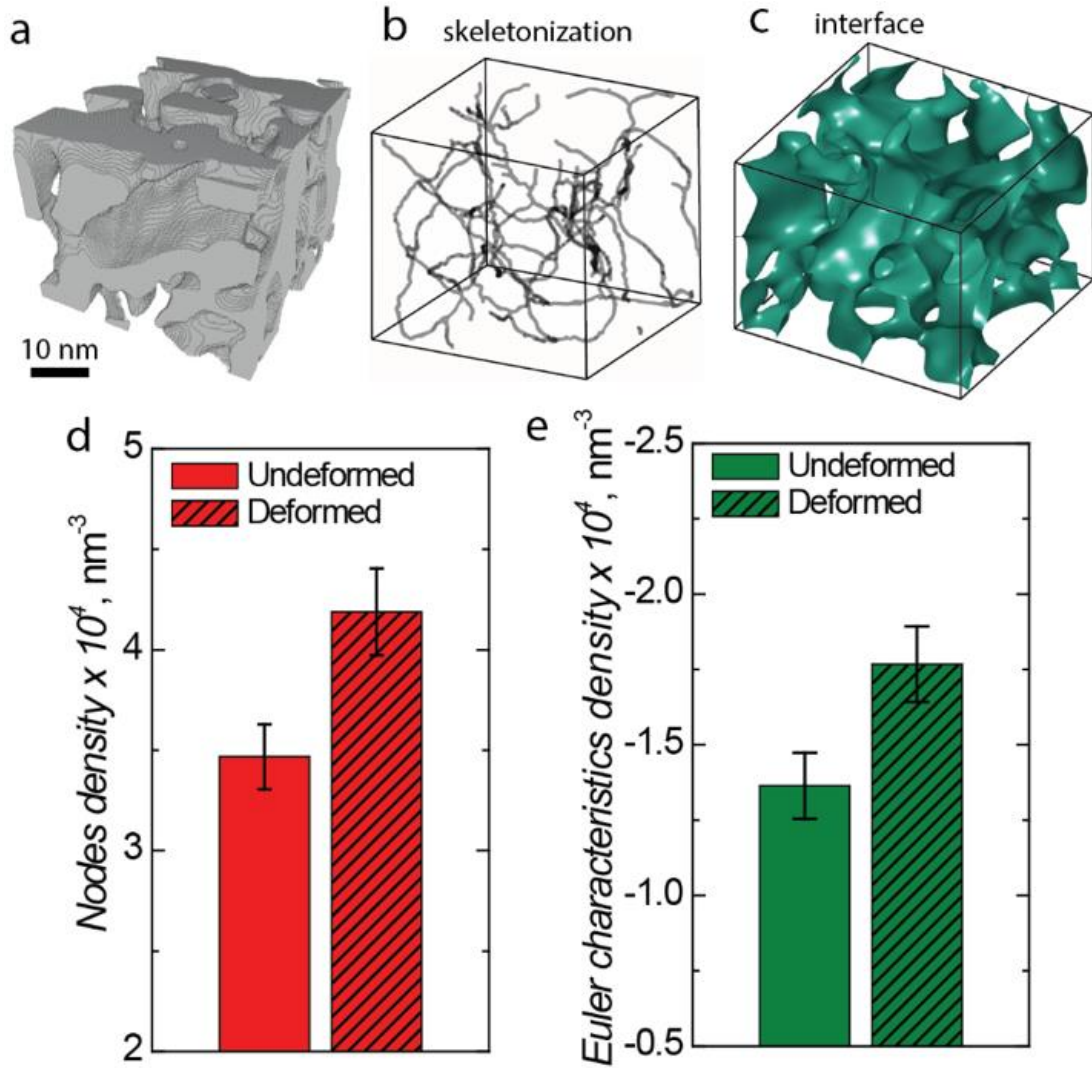 a
b skeletonization
c interface
10 nm
d
Nodes density x 10⁴, nm⁻³
5
4
3
2
Undeformed
Deformed
e
Euler characteristics density x 10⁴, nm⁻³
-2.5
-2.0
-1.5
-1.0
-0.5
Undeformed
Deformed